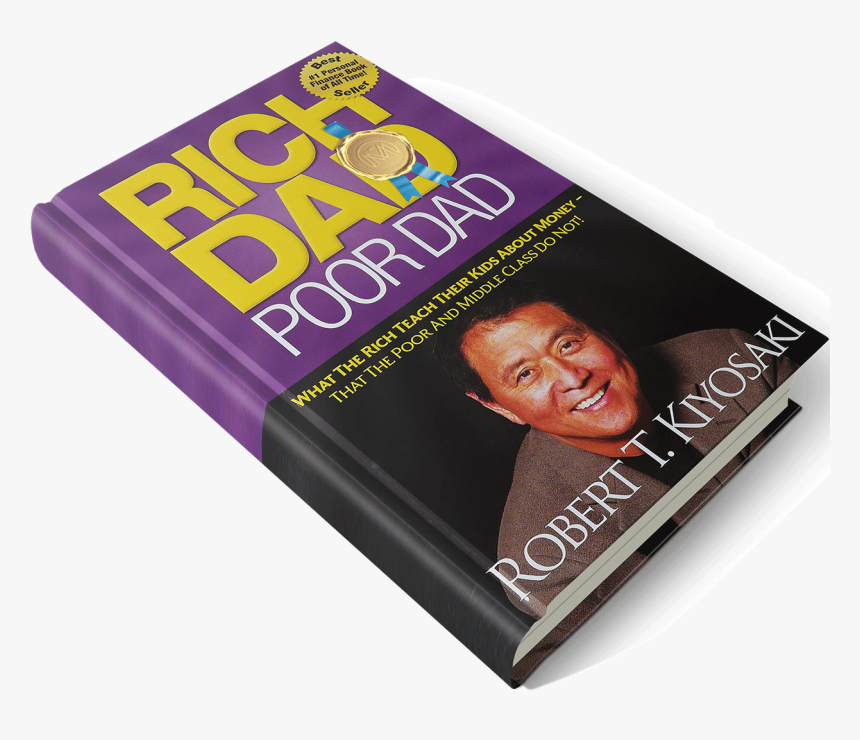 Best
#1 Personal
Finance Book
of All Time!
Seller
RICH
DAD
POOR DAD
WHAT THE RICH TEACH THEIR KIDS ABOUT MONEY –
THAT THE POOR AND MIDDLE CLASS DO NOT!
ROBERT T. KIYOSAKI